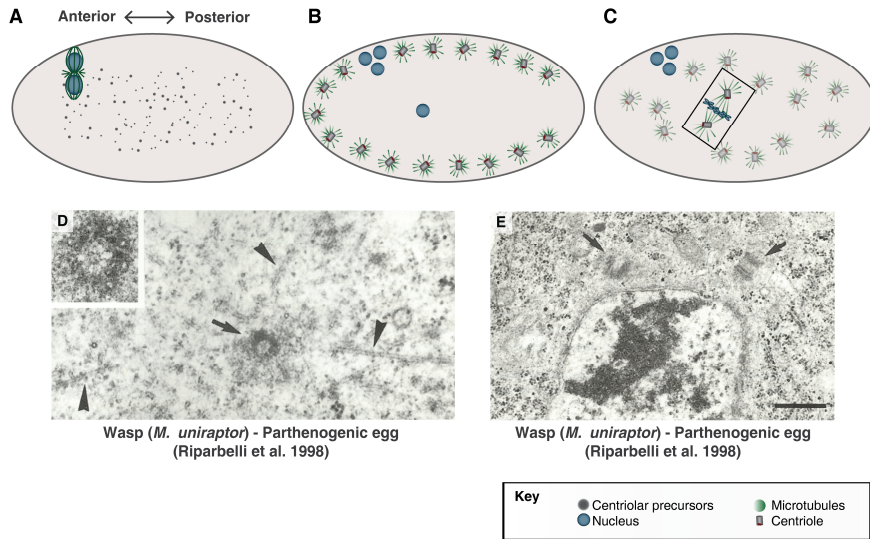 A
Anterior
Posterior
B
C
D
E
Wasp (M. uniraptor) - Parthenogenic egg
(Riparbelli et al. 1998)
Wasp (M. uniraptor) - Parthenogenic egg
(Riparbelli et al. 1998)
Key
Centriolar precursors
Microtubules
Nucleus
Centriole